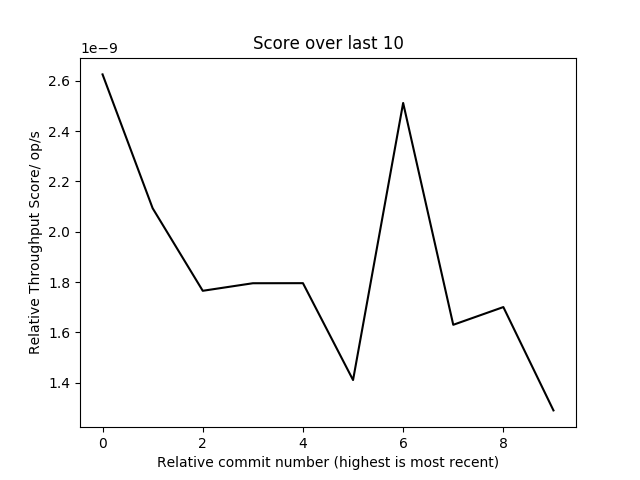 Score over last 10
1e−9
2.6
2.4
2.2
2.0
1.8
1.6
1.4
Relative Throughput Score/ op/s
0 2 4 6 8
Relative commit number (highest is most recent)